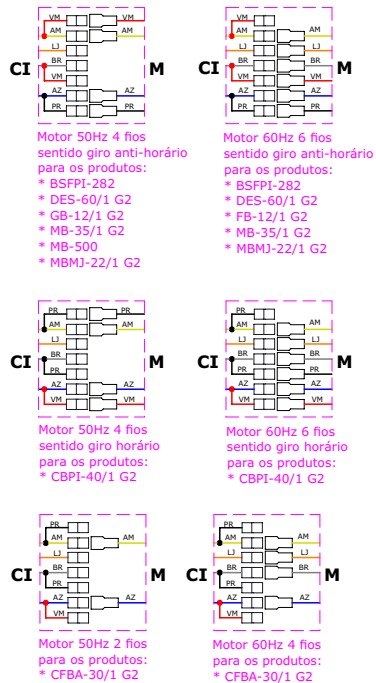 VM VM
AM AM
LJ
BR
VM
AZ AZ
PR PR
CI M
Motor 50Hz 4 fios
sentido giro anti-horário
para os produtos:
* BSFPI-282
* DES-60/1 G2
* GB-12/1 G2
* MB-35/1 G2
* MB-500
* MBMJ-22/1 G2
VM
AM AM
LJ LJ
BR BR
VM VM
AZ AZ
PR PR
CI M
Motor 60Hz 6 fios
sentido giro anti-horário
para os produtos:
* BSFPI-282
* DES-60/1 G2
* FB-12/1 G2
* MB-35/1 G2
* MBMJ-22/1 G2
PR PR
AM AM
LJ
BR
PR
AZ AZ
VM VM
CI M
Motor 50Hz 4 fios
sentido giro horário
para os produtos:
* CBPI-40/1 G2
PR
AM AM
LJ LJ
BR BR
PR PR
AZ AZ
VM VM
CI M
Motor 60Hz 6 fios
sentido giro horário
para os produtos:
* CBPI-40/1 G2
PR
AM AM
LJ
BR
PR
AZ AZ
VM
CI M
Motor 50Hz 2 fios
para os produtos:
* CFBA-30/1 G2
PR
AM AM
LJ LJ
BR BR
PR
AZ AZ
VM
CI M
Motor 60Hz 4 fios
para os produtos:
* CFBA-30/1 G2